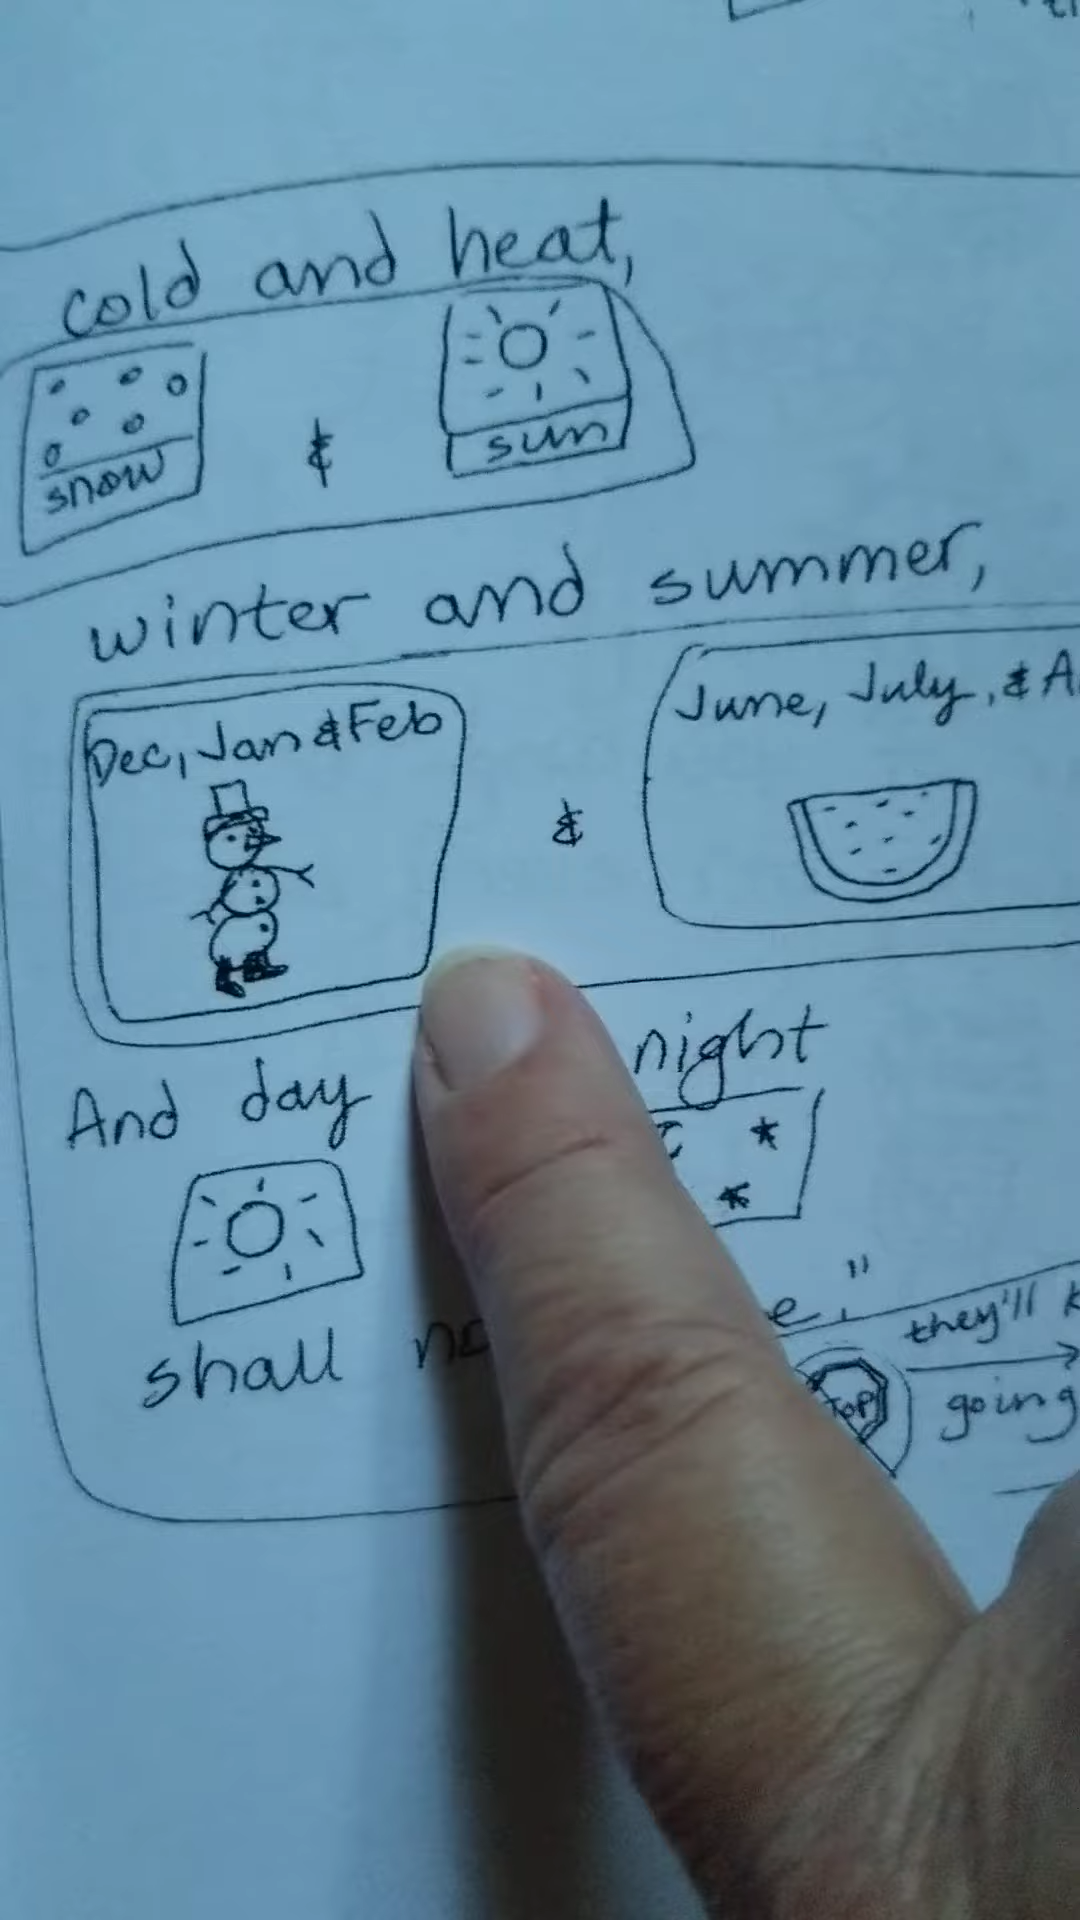 cold and heat,
snow & sun
winter and summer,
Dec, Jan & Feb & June, July, &
And day night
shall
they'll
TOP going